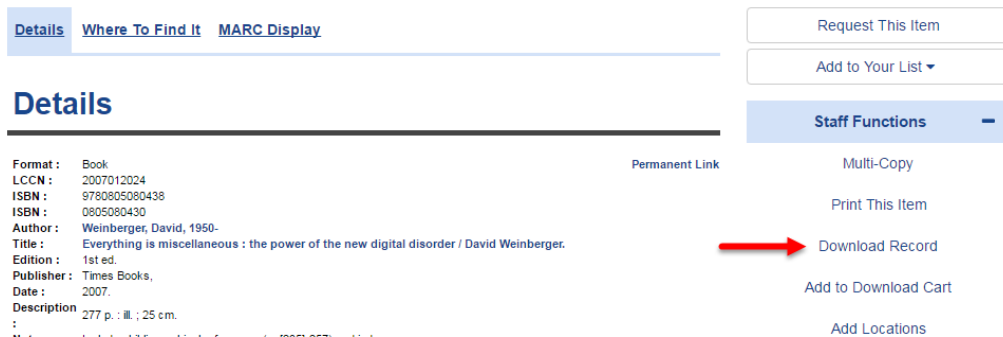 Details Where To Find It MARC Display
Details
Format : Book
Permanent Link
LCCN : 2007012024
ISBN : 9780805080438
ISBN : 0805080430
Author : Weinberger, David, 1950-
Title : Everything is miscellaneous : the power of the new digital disorder / David Weinberger.
Edition : 1st ed.
Publisher : Times Books,
Date : 2007.
Description : 277 p. : ill. ; 25 cm.
Request This Item
Add to Your List
Staff Functions
Multi-Copy
Print This Item
Download Record
Add to Download Cart
Add Locations